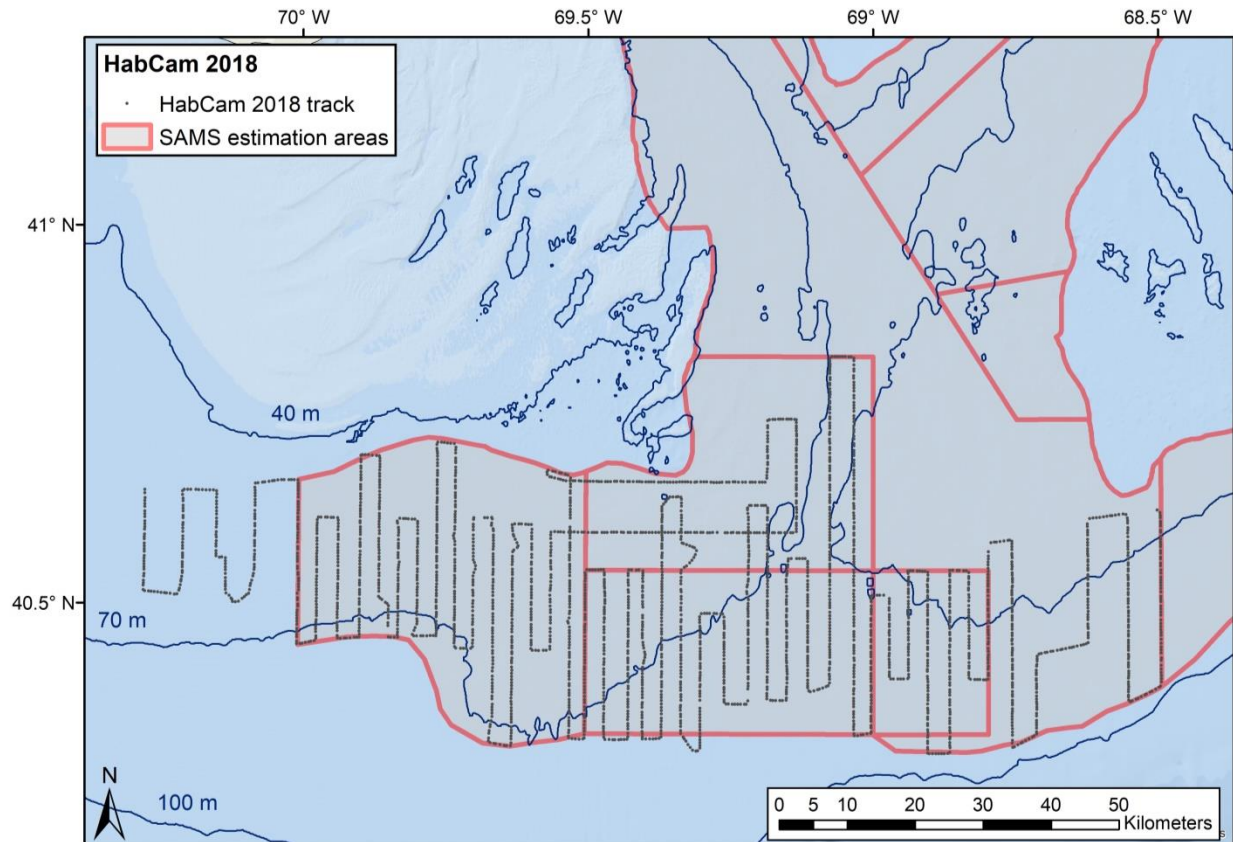 70° W 69.5° W 69° W 68.5° W
HabCam 2018
HabCam 2018 track
SAMS estimation areas
41° N
40 m
40.5° N
70 m
N
100 m
0 5 10 20 30 40 50
Kilometers
s